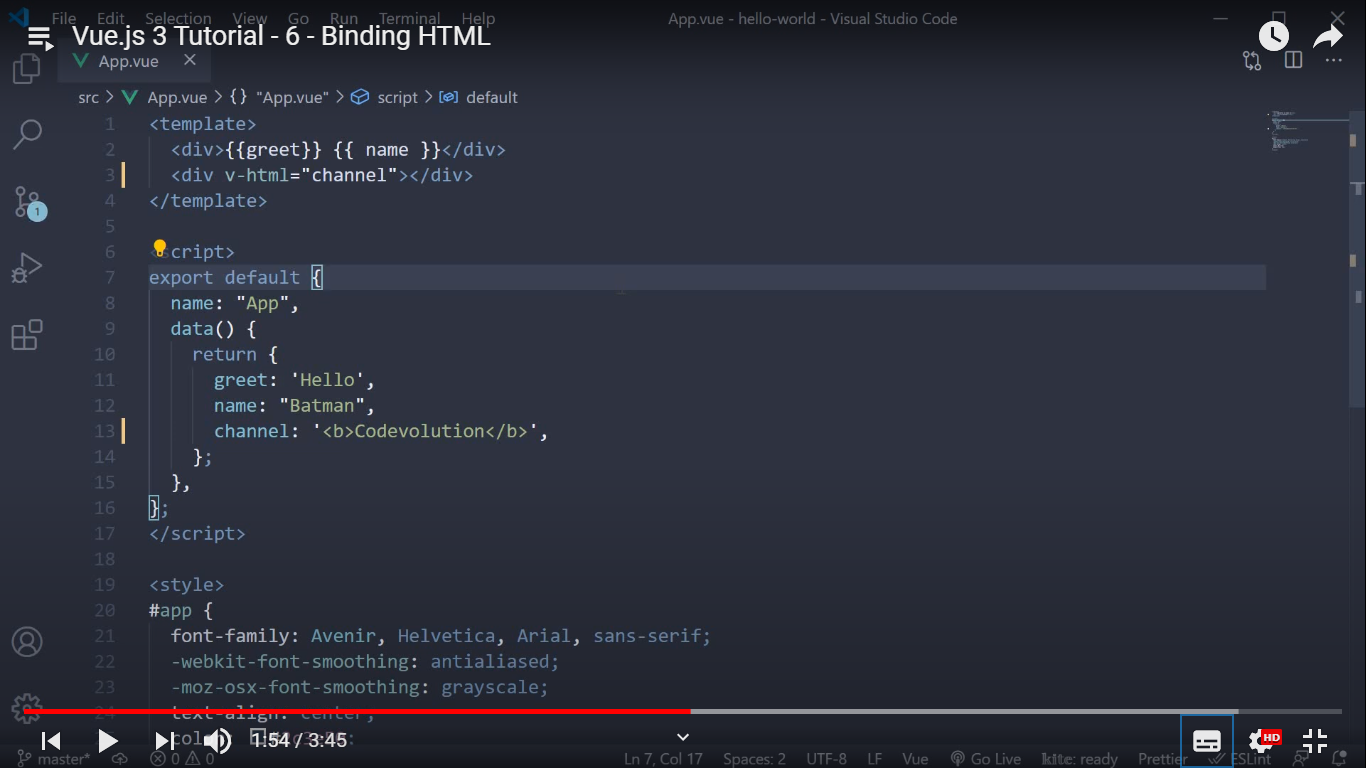 File Edit Selection View Go Run Terminal Help App.vue - hello-world - Visual Studio Code
Vue.js 3 Tutorial - 6 - Binding HTML
App.vue
src > App.vue > {} "App.vue" > script > default
1 <template>
2 <div>{{greet}} {{ name }}</div>
3 <div v-html="channel"></div>
4 </template>
5
6 cript>
7 export default {
8 name: "App",
9 data() {
10 return {
11 greet: 'Hello',
12 name: "Batman",
13 channel: '<b>Codevolution</b>',
14 };
15 },
16 };
17 </script>
18
19 <style>
20 #app {
21 font-family: Avenir, Helvetica, Arial, sans-serif;
22 -webkit-font-smoothing: antialiased;
23 -moz-osx-font-smoothing: grayscale;
24 text-align: center;
1
1:54 / 3:45
HD
master* 0 0 Ln 7, Col 17 Spaces: 2 UTF-8 LF Vue Go Live kite: ready Prettier ESLint